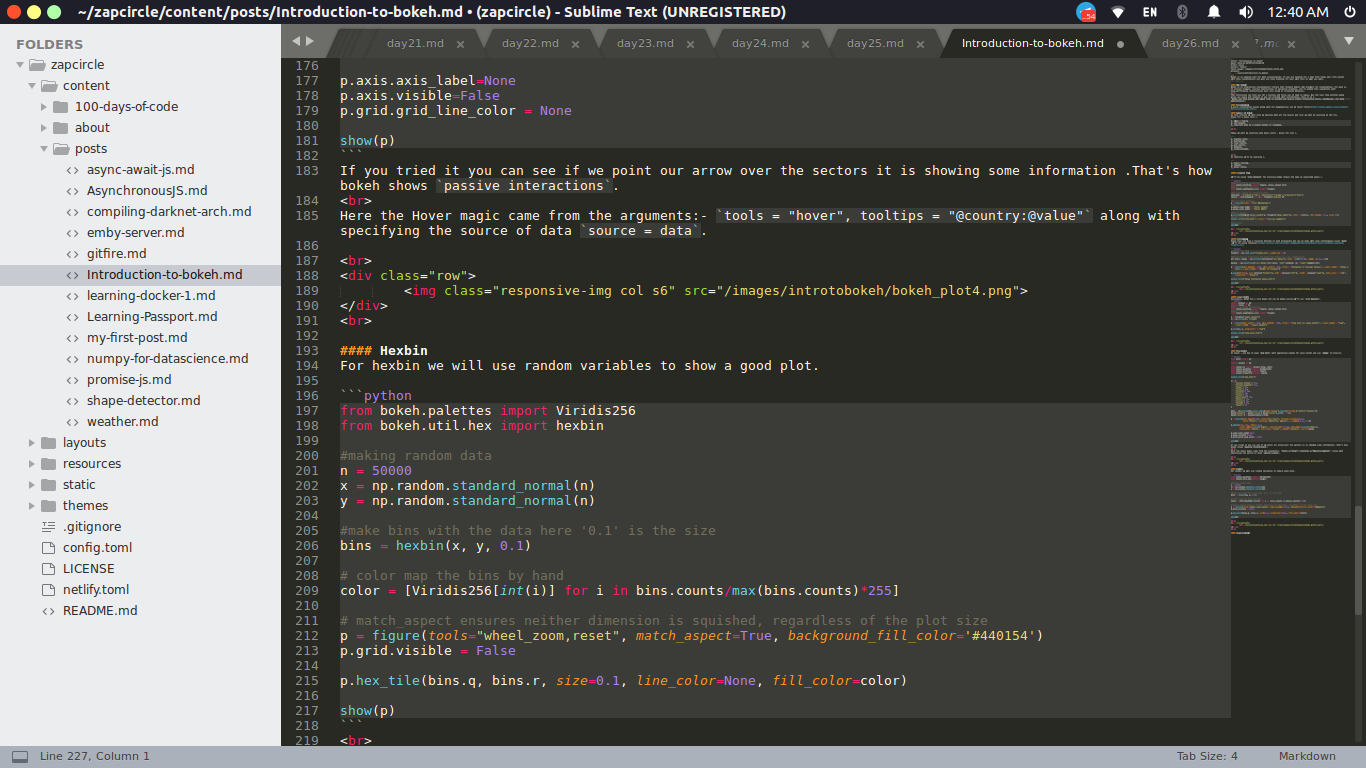 ~/zapcircle/content/posts/Introduction-to-bokeh.md • (zapcircle) - Sublime Text (UNREGISTERED)
54
EN
12:40 AM
FOLDERS
zapcircle
content
100-days-of-code
about
posts
async-await-js.md
AsynchronousJS.md
compiling-darknet-arch.md
emby-server.md
gitfire.md
Introduction-to-bokeh.md
learning-docker-1.md
Learning-Passport.md
my-first-post.md
numpy-for-datascience.md
promise-js.md
shape-detector.md
weather.md
layouts
resources
static
themes
.gitignore
config.toml
LICENSE
netlify.toml
README.md
day21.md
day22.md
day23.md
day24.md
day25.md
Introduction-to-bokeh.md
day26.md
176
177 p.axis.axis_label=None
178 p.axis.visible=False
179 p.grid.grid_line_color = None
180
181 show(p)
182 ```
183 If you tried it you can see if we point our arrow over the sectors it is showing some information .That's how
bokeh shows `passive interactions`.
184 <br>
185 Here the Hover magic came from the arguments:- `tools = "hover", tooltips = "@country:@value"` along with
specifying the source of data `source = data`.
186
187 <br>
188 <div class="row">
189 <img class="responsive-img col s6" src="/images/introtobokeh/bokeh_plot4.png">
190 </div>
191 <br>
192
193 #### Hexbin
194 For hexbin we will use random variables to show a good plot.
195
196 ```python
197 from bokeh.palettes import Viridis256
198 from bokeh.util.hex import hexbin
199
200 #making random data
201 n = 50000
202 x = np.random.standard_normal(n)
203 y = np.random.standard_normal(n)
204
205 #make bins with the data here '0.1' is the size
206 bins = hexbin(x, y, 0.1)
207
208 # color map the bins by hand
209 color = [Viridis256[int(i)] for i in bins.counts/max(bins.counts)*255]
210
211 # match_aspect ensures neither dimension is squished, regardless of the plot size
212 p = figure(tools="wheel_zoom,reset", match_aspect=True, background_fill_color='#440154')
213 p.grid.visible = False
214
215 p.hex_tile(bins.q, bins.r, size=0.1, line_color=None, fill_color=color)
216
217 show(p)
218 ```
219 <br>
Line 227, Column 1
Tab Size: 4
Markdown